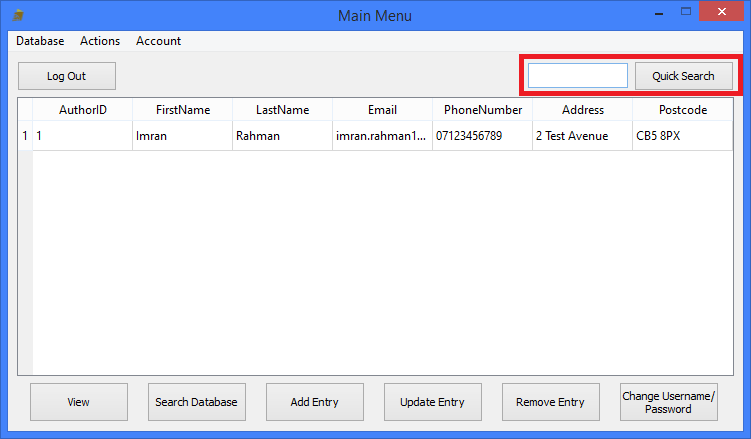 Main Menu
Database Actions Account
Log Out Quick Search
AuthorID FirstName LastName Email PhoneNumber Address Postcode
1 1 Imran Rahman imran.rahman1... 07123456789 2 Test Avenue CB5 8PX
View Search Database Add Entry Update Entry Remove Entry Change Username/
Password